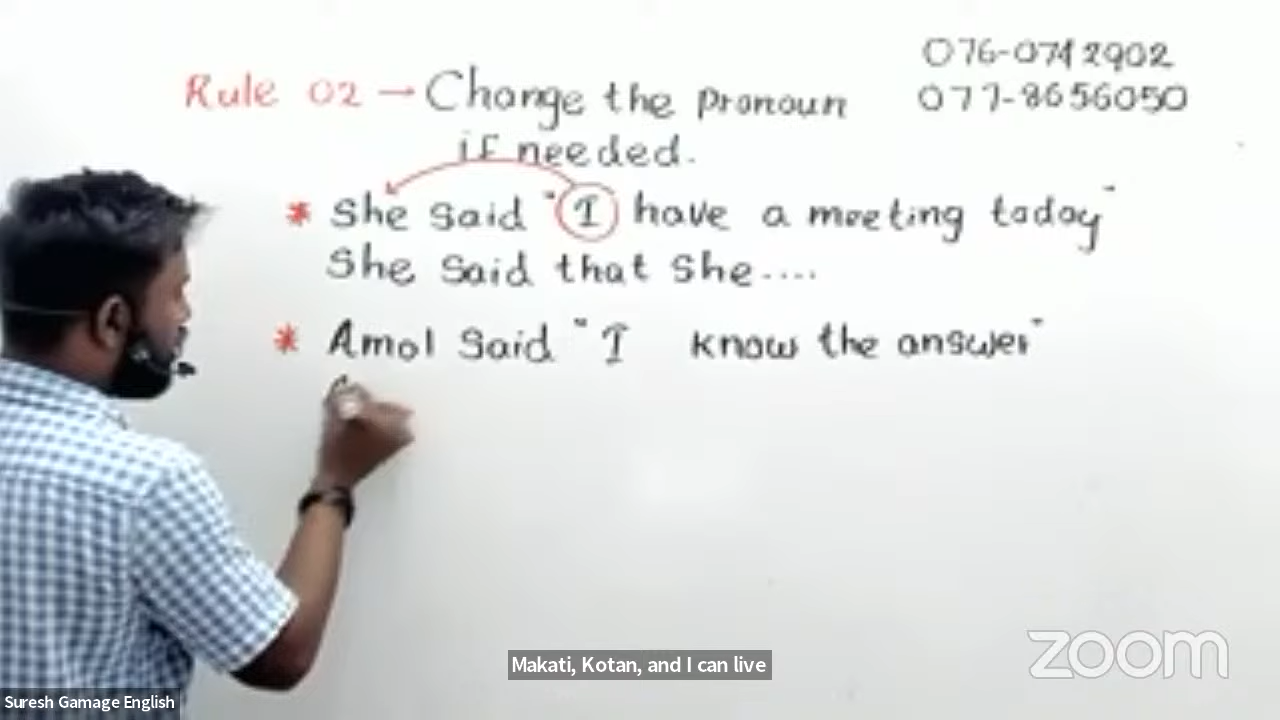 Rule 02 → Change the pronoun
if needed.
076-0742902
077-8656050
* She said "I have a meeting today"
She said that she....
* Amol said "I know the answer"
Makati, Kotan, and I can live
zoom
Suresh Gamage English